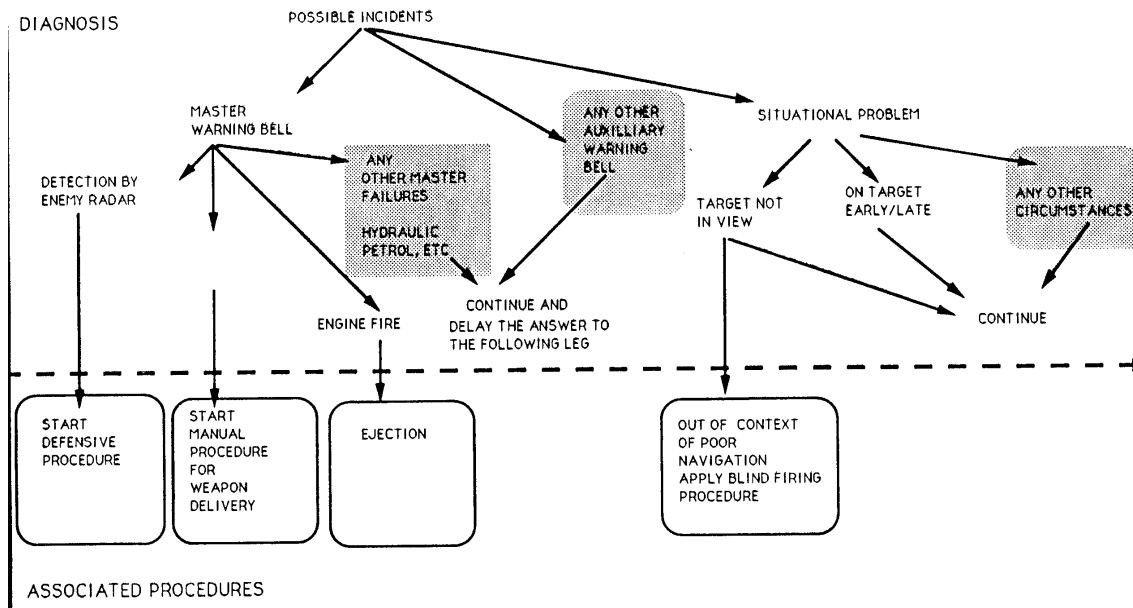 DIAGNOSIS
POSSIBLE INCIDENTS
MASTER
WARNING BELL
ANY OTHER
AUXILLIARY
WARNING
BELL
SITUATIONAL PROBLEM
DETECTION BY
ENEMY RADAR
ANY
OTHER MASTER
FAILURES
HYDRAULIC
PETROL, ETC
TARGET NOT
IN VIEW
ON TARGET
EARLY/LATE
ANY OTHER
CIRCUMSTANCES
ENGINE FIRE
CONTINUE AND
DELAY THE ANSWER TO
THE FOLLOWING LEG
CONTINUE
START
DEFENSIVE
PROCEDURE
START
MANUAL
PROCEDURE
FOR
WEAPON
DELIVERY
EJECTION
OUT OF CONTEXT
OF POOR
NAVIGATION
APPLY BLIND FIRING
PROCEDURE
ASSOCIATED PROCEDURES